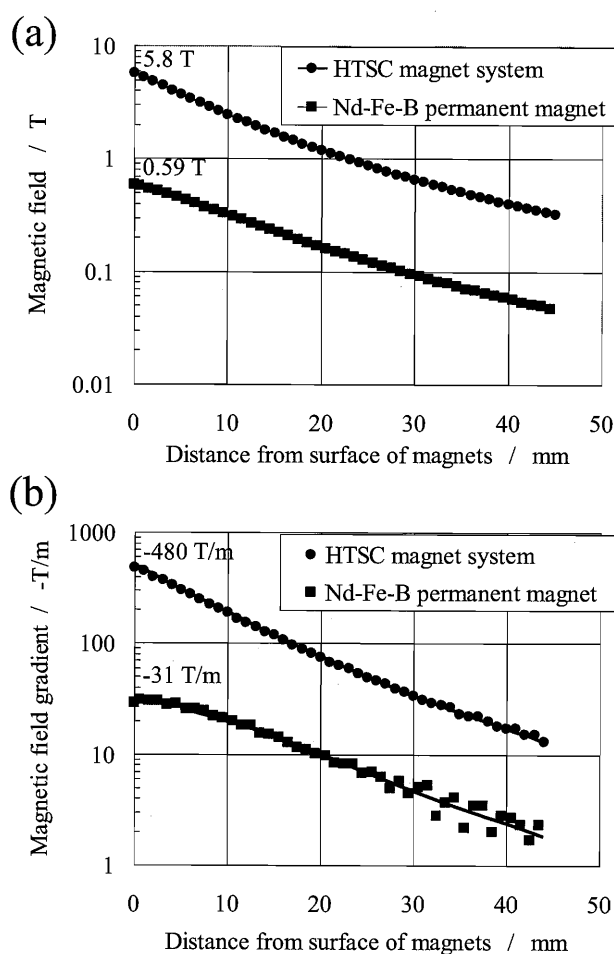 (a)
10
1
0.1
0.01
Magnetic field / T
5.8 T
0.59 T
HTSC magnet system
Nd-Fe-B permanent magnet
0 10 20 30 40 50
Distance from surface of magnets / mm
(b)
1000
100
10
1
Magnetic field gradient / -T/m
-480 T/m
-31 T/m
HTSC magnet system
Nd-Fe-B permanent magnet
0 10 20 30 40 50
Distance from surface of magnets / mm